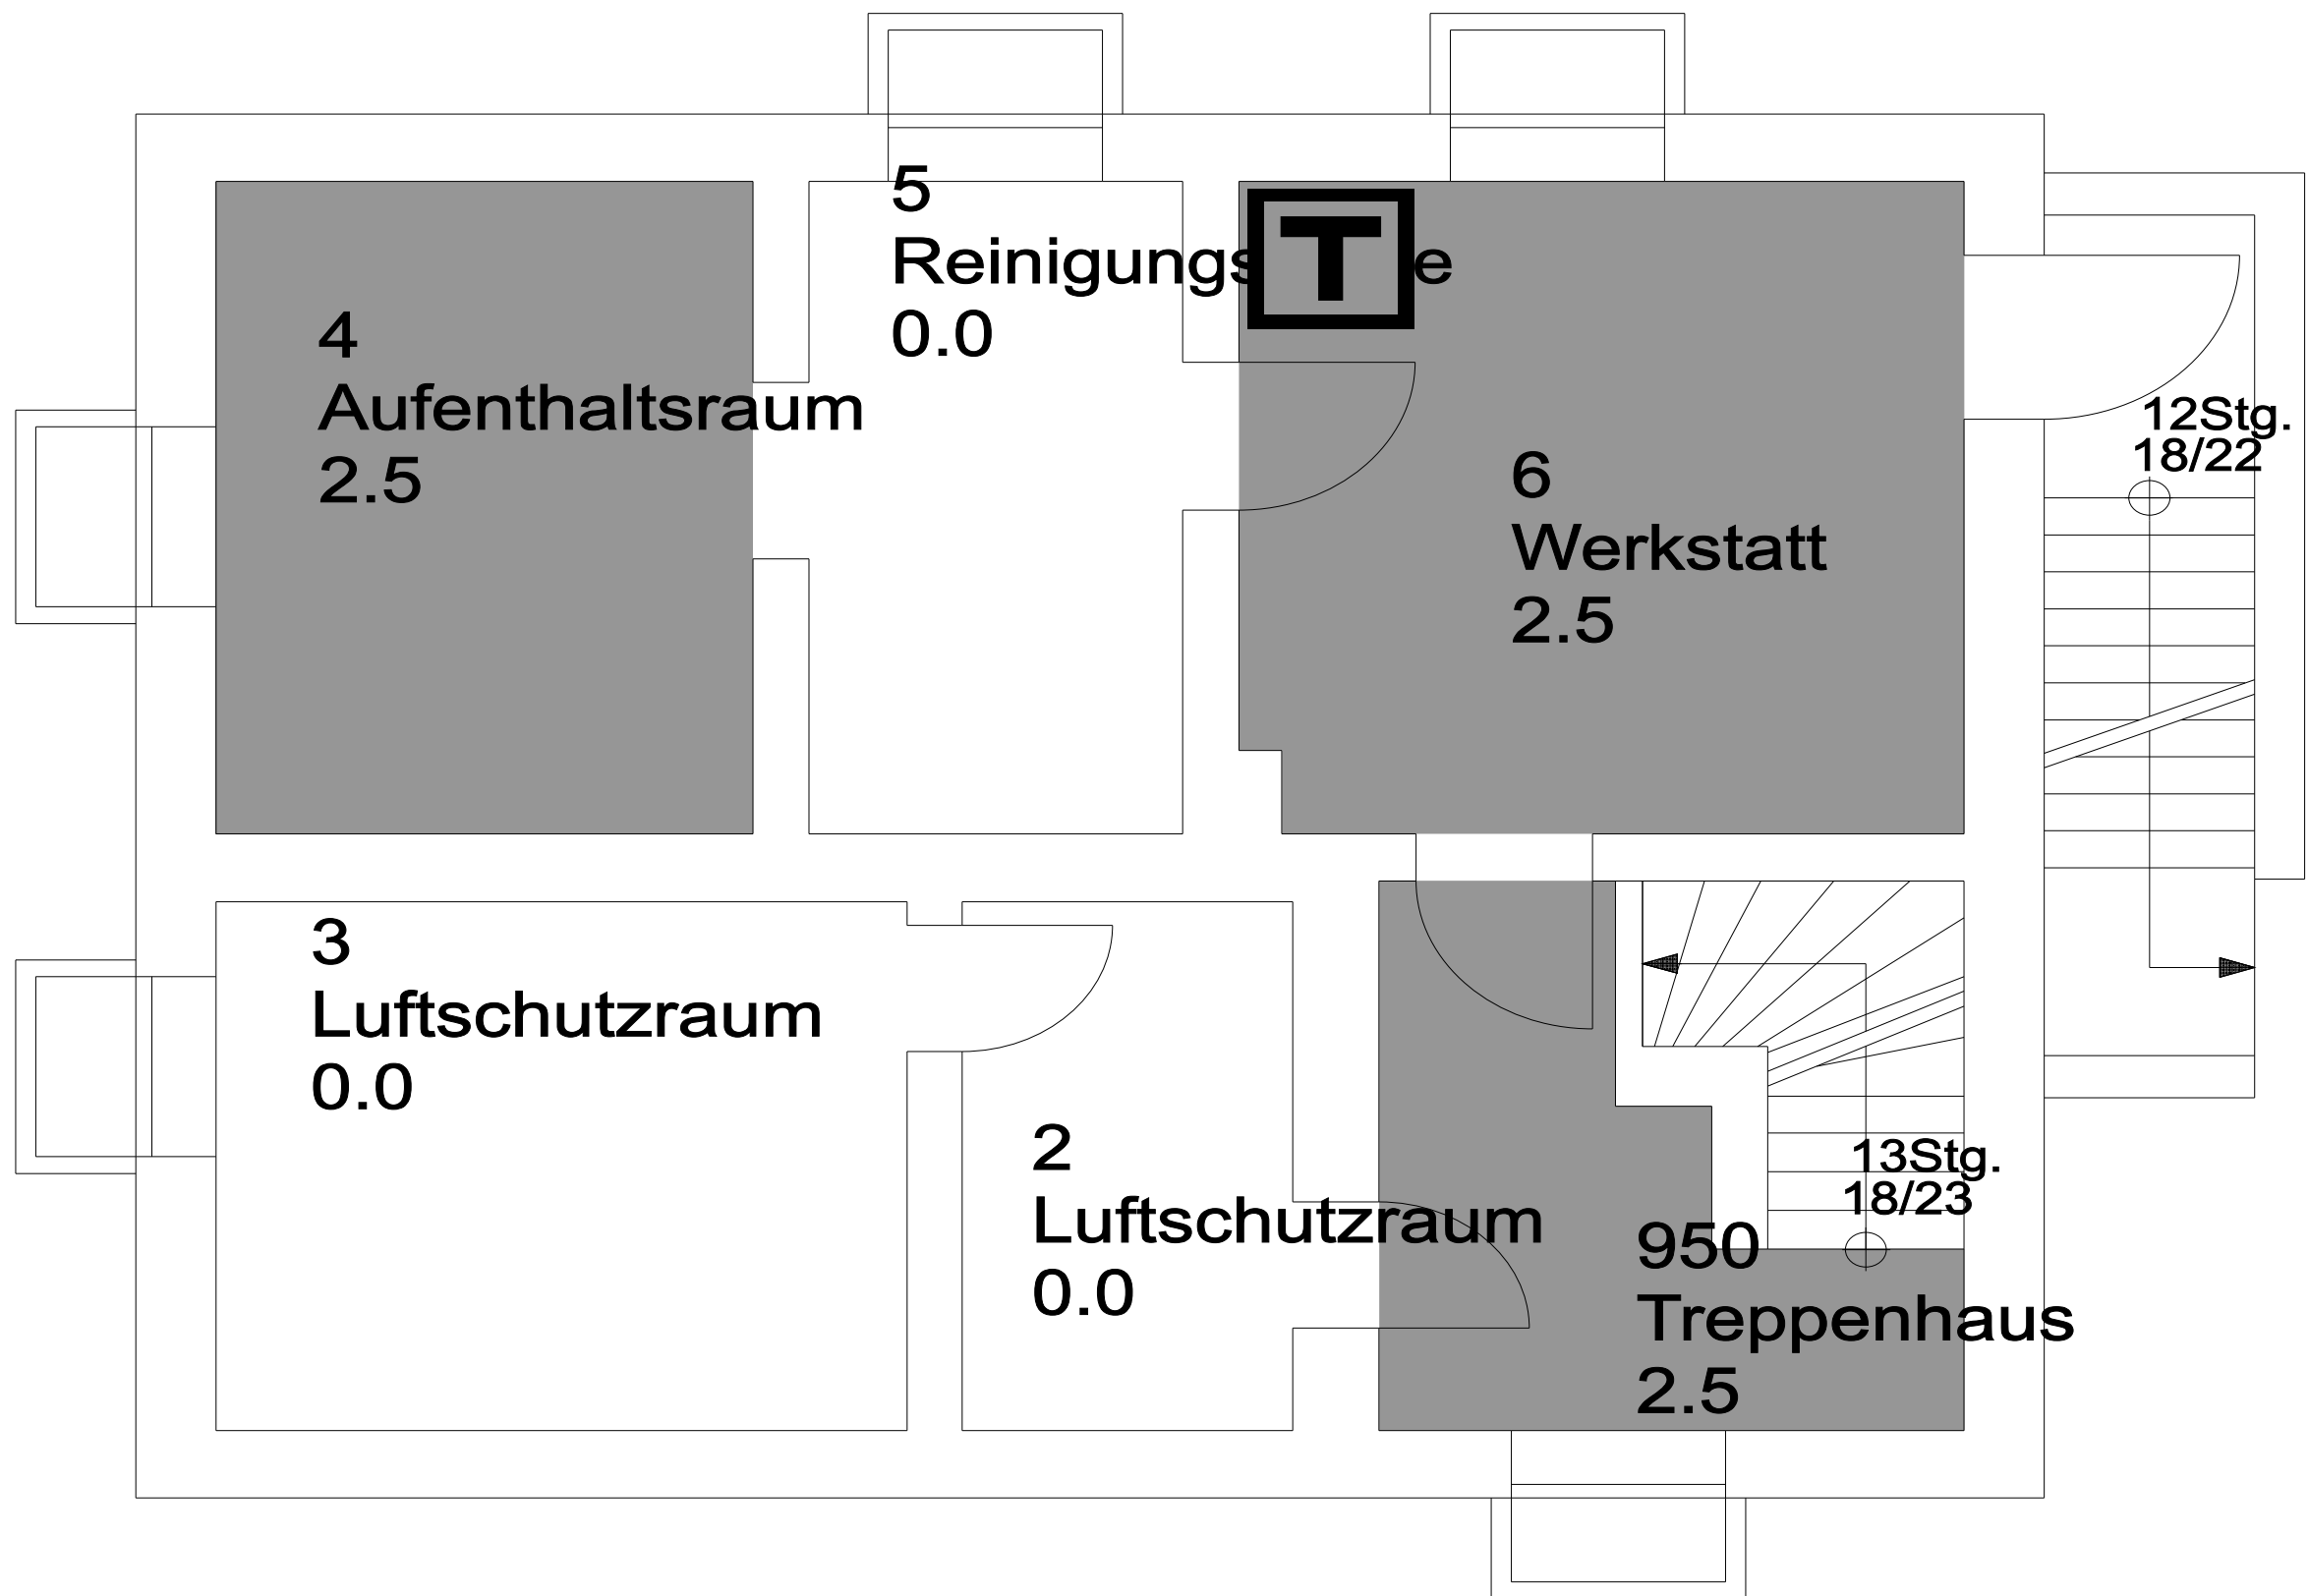 5
Reinigungs
e
0.0
T
4
Aufenthaltsraum
2.5
6
Werkstatt
2.5
12Stg.
18/22
3
Luftschutzraum
0.0
2
Luftschutzraum
0.0
13Stg.
18/23
950
Treppenhaus
2.5